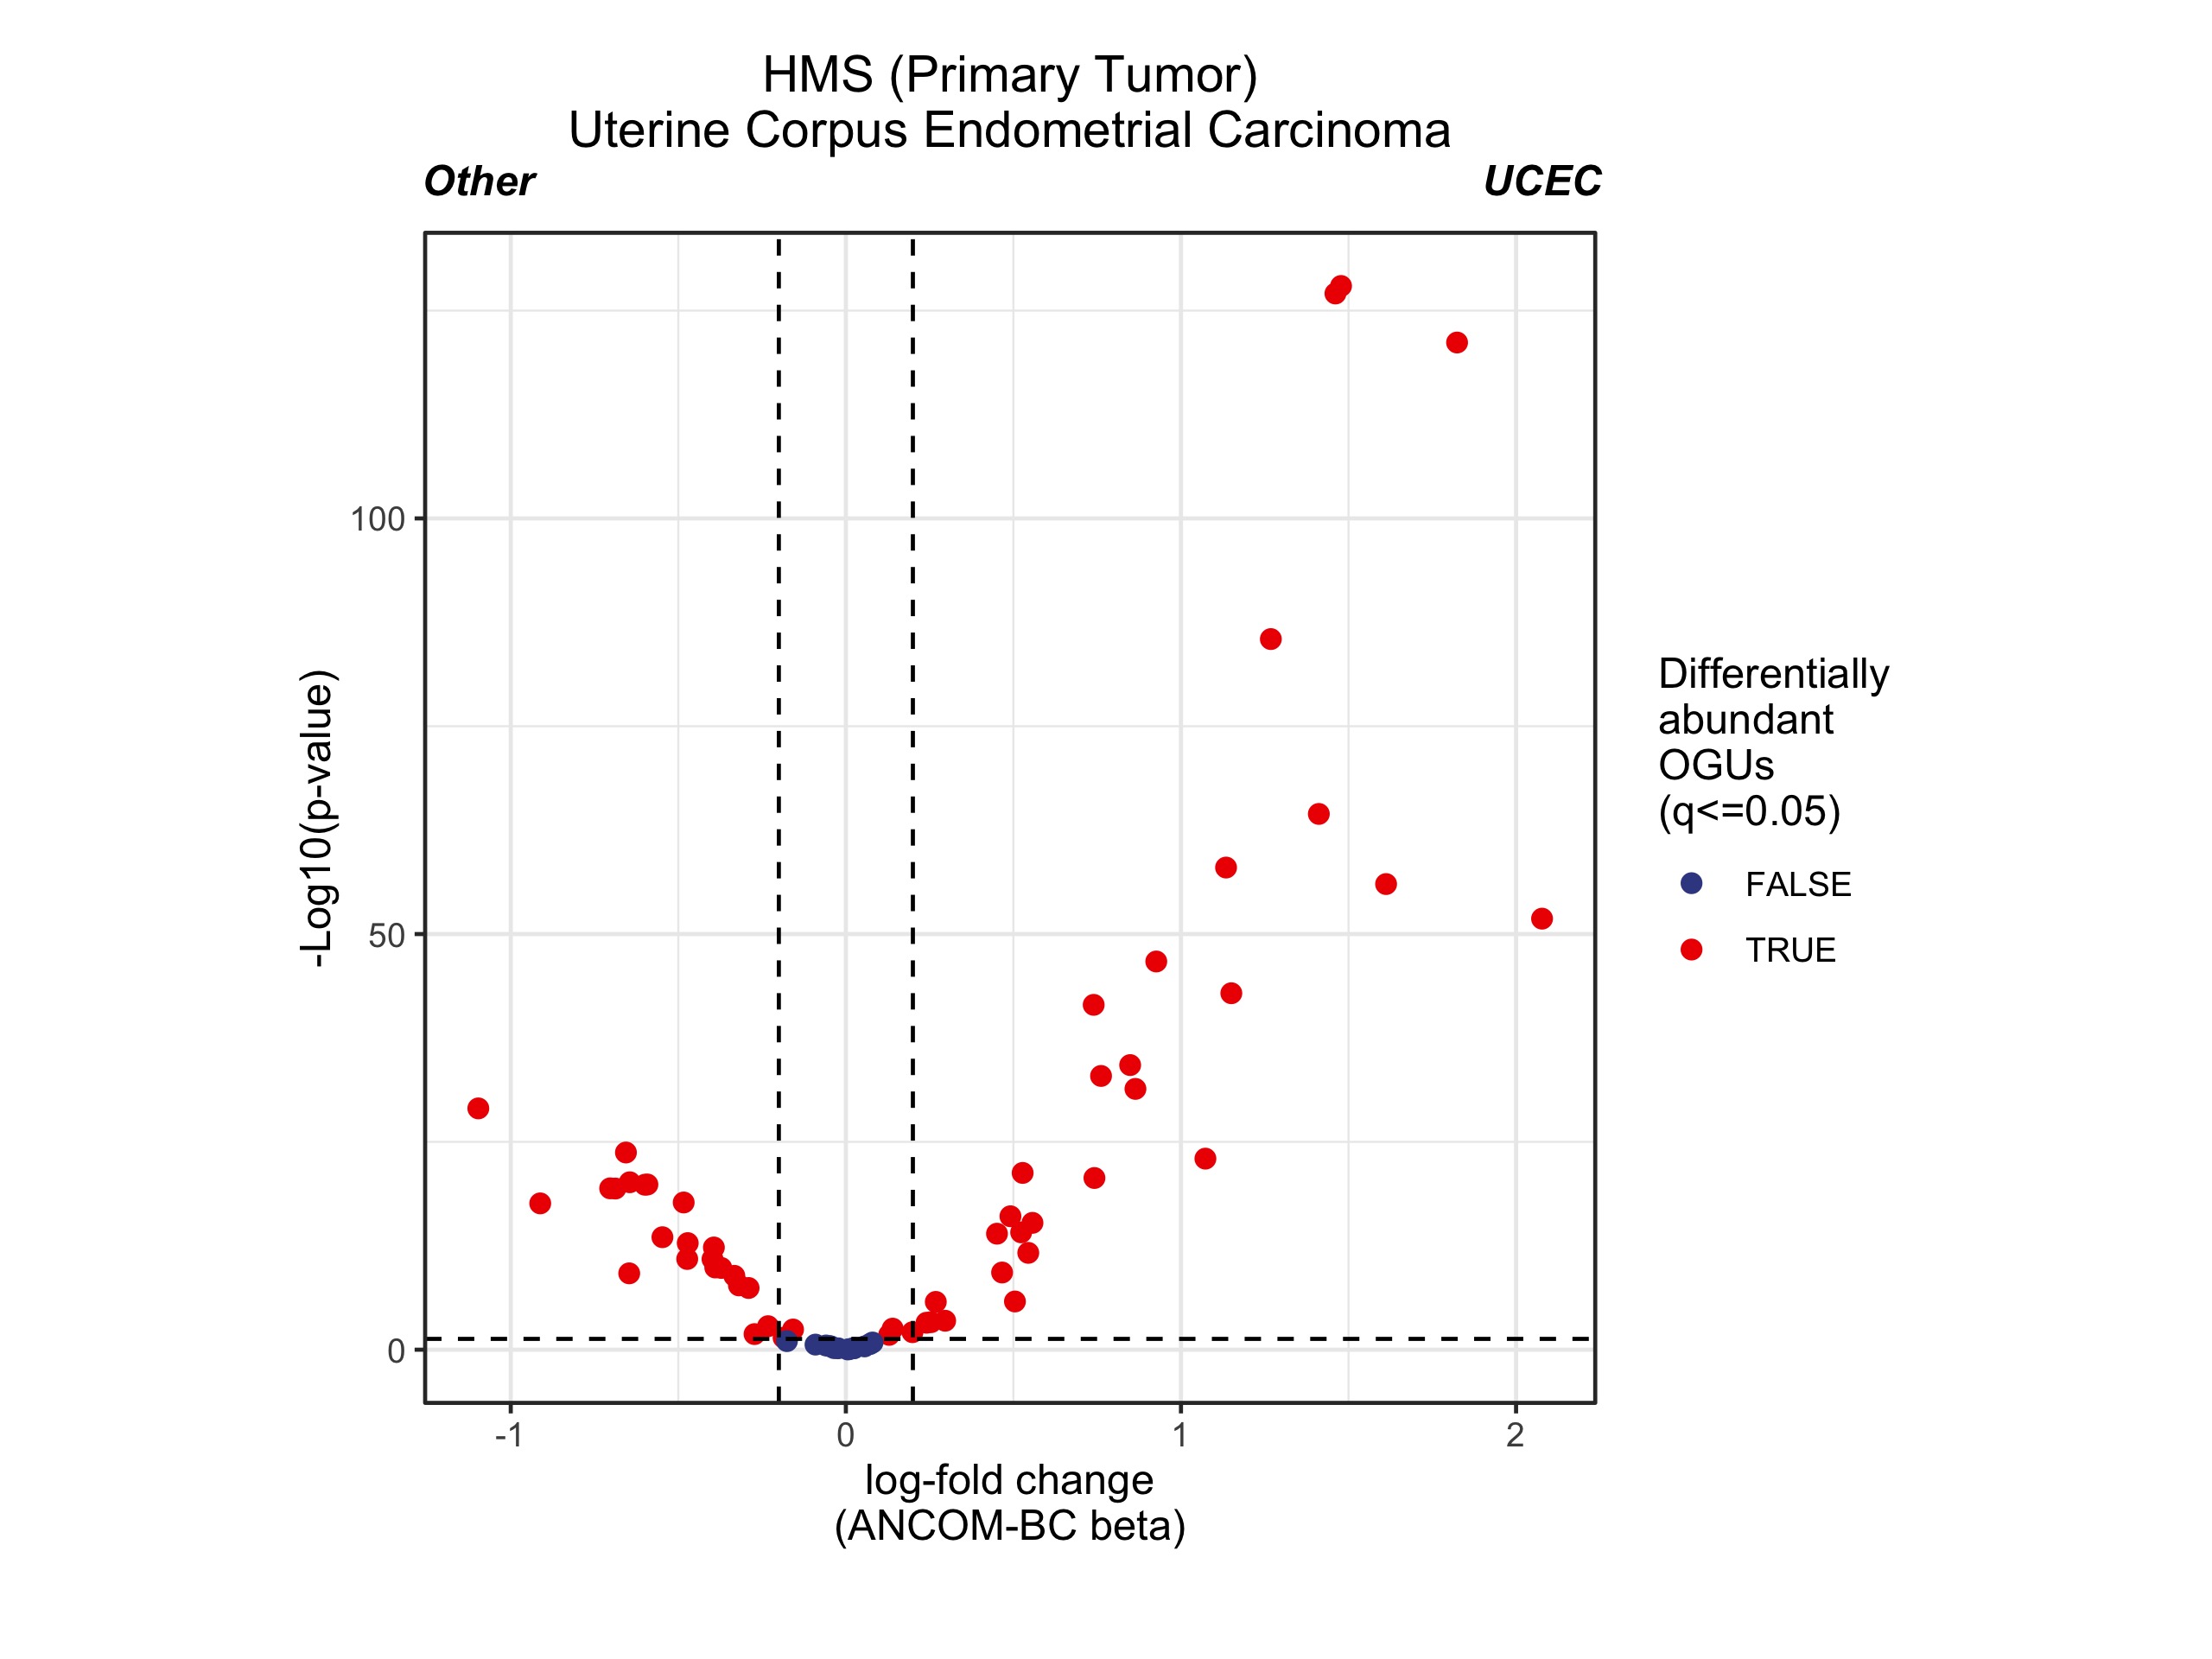 HMS (Primary Tumor)
Uterine Corpus Endometrial Carcinoma
Other
UCEC
100
50
0
-Log10(p-value)
-1
0
1
2
log-fold change
(ANCOM-BC beta)
Differentially
abundant
OGUs
(q<=0.05)
FALSE
TRUE